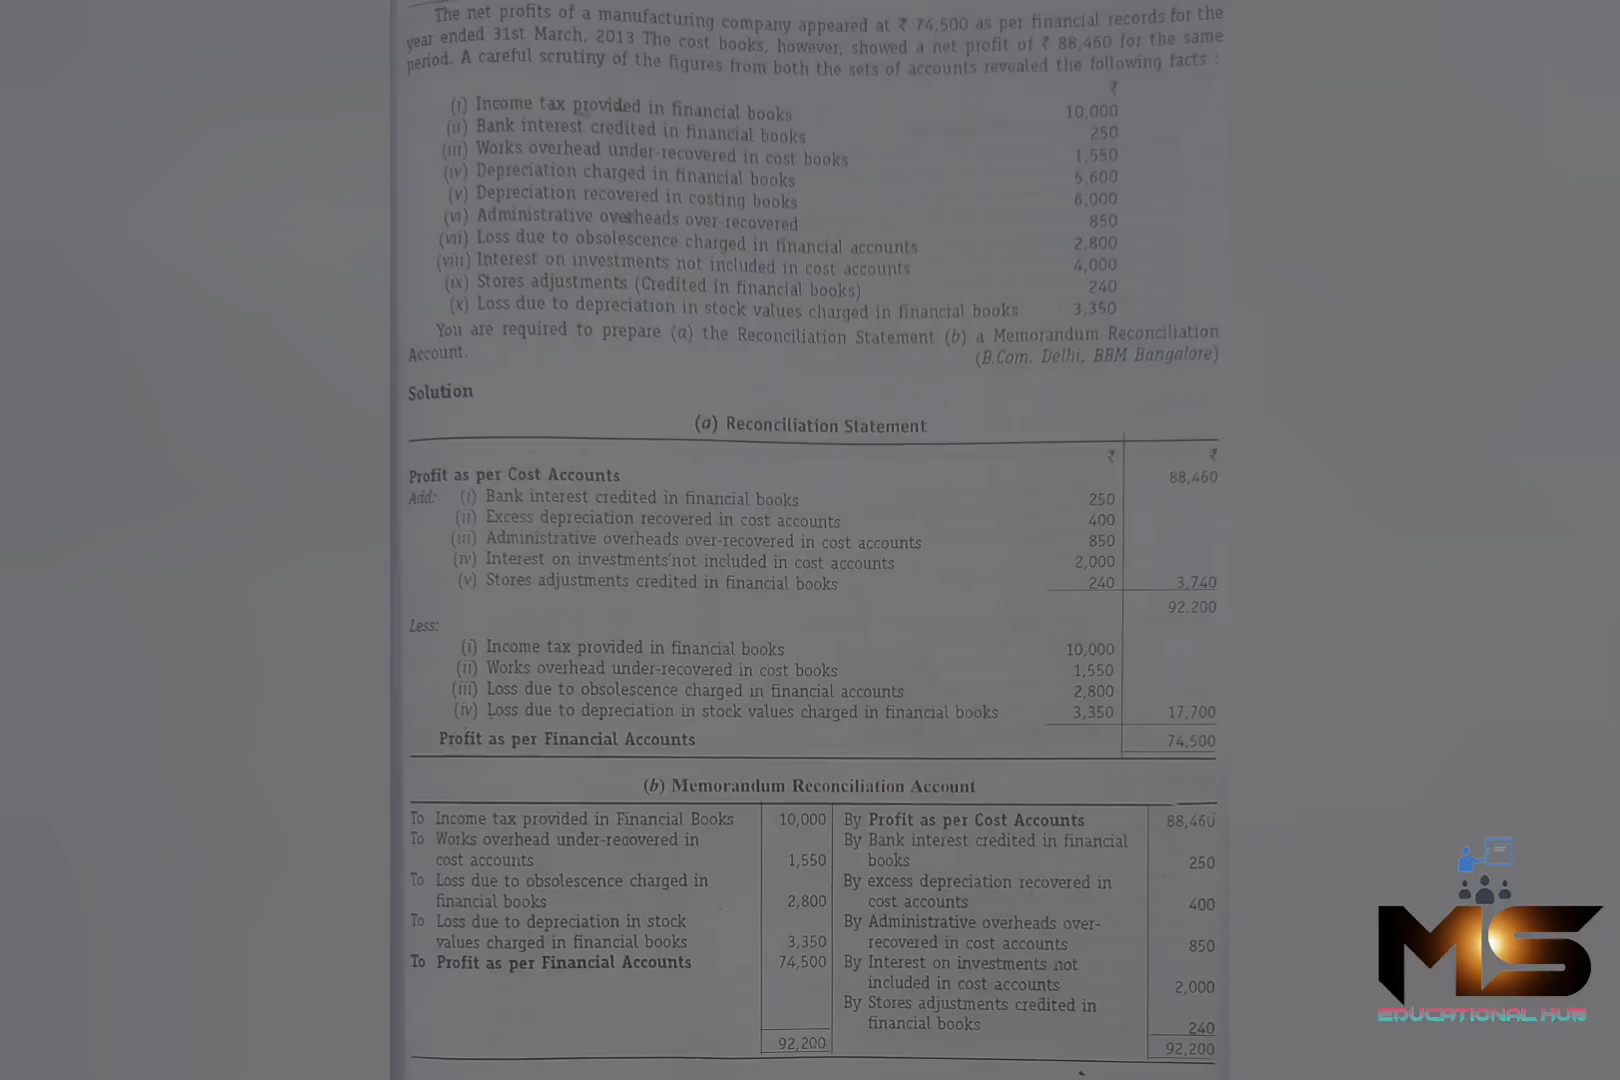 The net profits of a manufacturing company appeared at ₹ 74,500 as per financial records for the
year ended 31st March, 2013 The cost books, however, showed a net profit of ₹ 88,460 for the same
period. A careful scrutiny of the figures from both the sets of accounts revealed the following facts :
₹
(i) Income tax provided in financial books 10,000
(ii) Bank interest credited in financial books 250
(iii) Works overhead under-recovered in cost books 1,550
(iv) Depreciation charged in financial books 5,600
(v) Depreciation recovered in costing books 6,000
(vi) Administrative overheads over-recovered 850
(vii) Loss due to obsolescence charged in financial accounts 2,800
(viii) Interest on investments not included in cost accounts 4,000
(ix) Stores adjustments (Credited in financial books) 240
(x) Loss due to depreciation in stock values charged in financial books 3,350
You are required to prepare (a) the Reconciliation Statement (b) a Memorandum Reconciliation
Account. (B.Com. Delhi, BBM Bangalore)
Solution
(a) Reconciliation Statement
₹ ₹
Profit as per Cost Accounts 88,460
Add: (i) Bank interest credited in financial books 250
(ii) Excess depreciation recovered in cost accounts 400
(iii) Administrative overheads over-recovered in cost accounts 850
(iv) Interest on investments not included in cost accounts 2,000
(v) Stores adjustments credited in financial books 240 3,740
92,200
Less:
(i) Income tax provided in financial books 10,000
(ii) Works overhead under-recovered in cost books 1,550
(iii) Loss due to obsolescence charged in financial accounts 2,800
(iv) Loss due to depreciation in stock values charged in financial books 3,350 17,700
Profit as per Financial Accounts 74,500
(b) Memorandum Reconciliation Account
To Income tax provided in Financial Books 10,000 By Profit as per Cost Accounts 88,460
To Works overhead under-recovered in By Bank interest credited in financial
cost accounts 1,550 books 250
To Loss due to obsolescence charged in By excess depreciation recovered in
financial books 2,800 cost accounts 400
To Loss due to depreciation in stock By Administrative overheads over-
values charged in financial books 3,350 recovered in cost accounts 850
To Profit as per Financial Accounts 74,500 By Interest on investments not
included in cost accounts 2,000
By Stores adjustments credited in
financial books 240
92,200 92,200
MS
EDUCATIONAL HUB